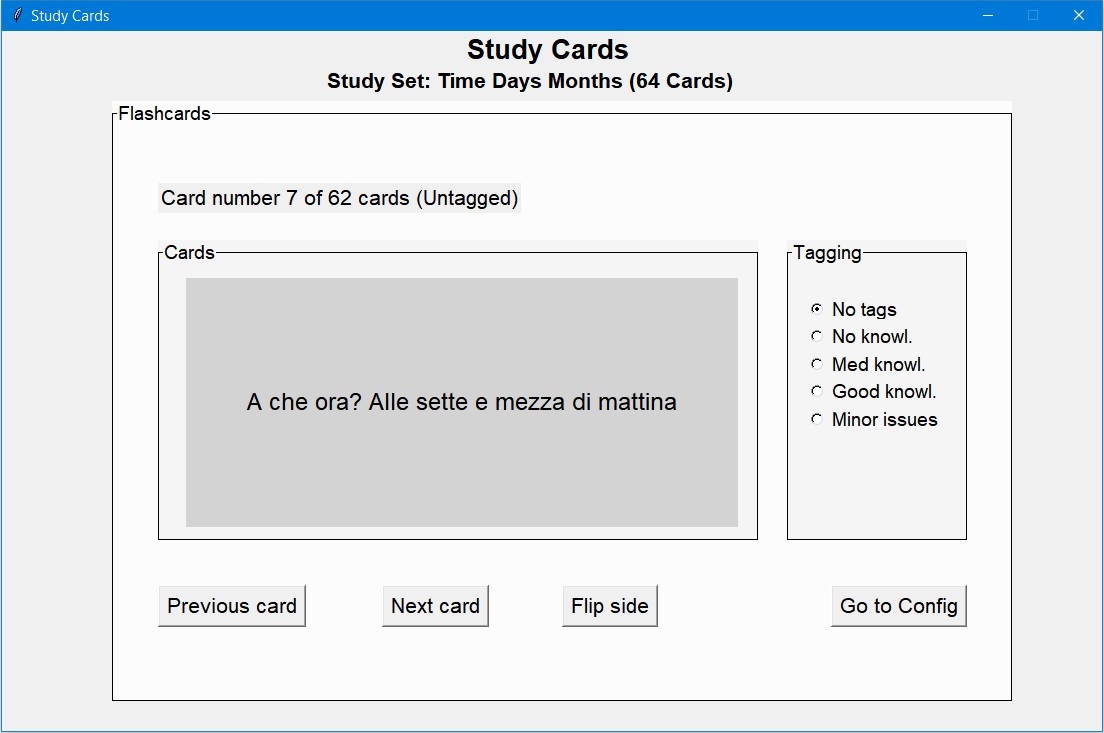 Study Cards
Study Cards
Study Set: Time Days Months (64 Cards)
Flashcards
Card number 7 of 62 cards (Untagged)
Cards
A che ora? Alle sette e mezza di mattina
Tagging
No tags
No knowl.
Med knowl.
Good knowl.
Minor issues
Previous card
Next card
Flip side
Go to Config